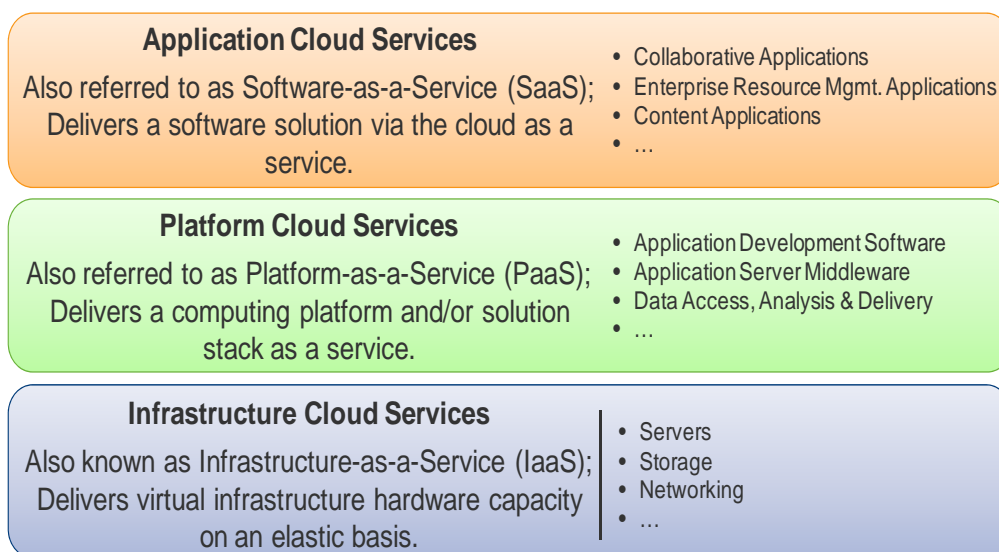 Application Cloud Services
Also referred to as Software-as-a-Service (SaaS);
Delivers a software solution via the cloud as a
service.
• Collaborative Applications
• Enterprise Resource Mgmt. Applications
• Content Applications
• …
Platform Cloud Services
Also referred to as Platform-as-a-Service (PaaS);
Delivers a computing platform and/or solution
stack as a service.
• Application Development Software
• Application Server Middleware
• Data Access, Analysis & Delivery
• …
Infrastructure Cloud Services
Also known as Infrastructure-as-a-Service (IaaS);
Delivers virtual infrastructure hardware capacity
on an elastic basis.
• Servers
• Storage
• Networking
• …